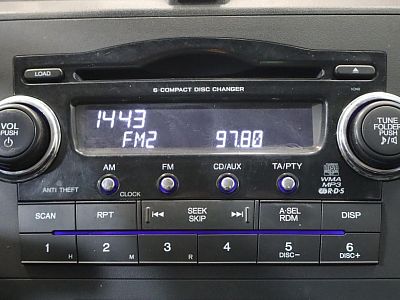 LOAD
6 COMPACT DISC CHANGER
1443
FM2 97.80
VOL
PUSH
TUNE
FOLDER
PUSH
AM FM CD/AUX TA/PTY
ANTI THEFT CLOCK
WMA
MP3
R·D·S
SCAN RPT SEEK
SKIP A·SEL
RDM DISP
1 H 2 M 3 R 4 5 DISC− 6 DISC+